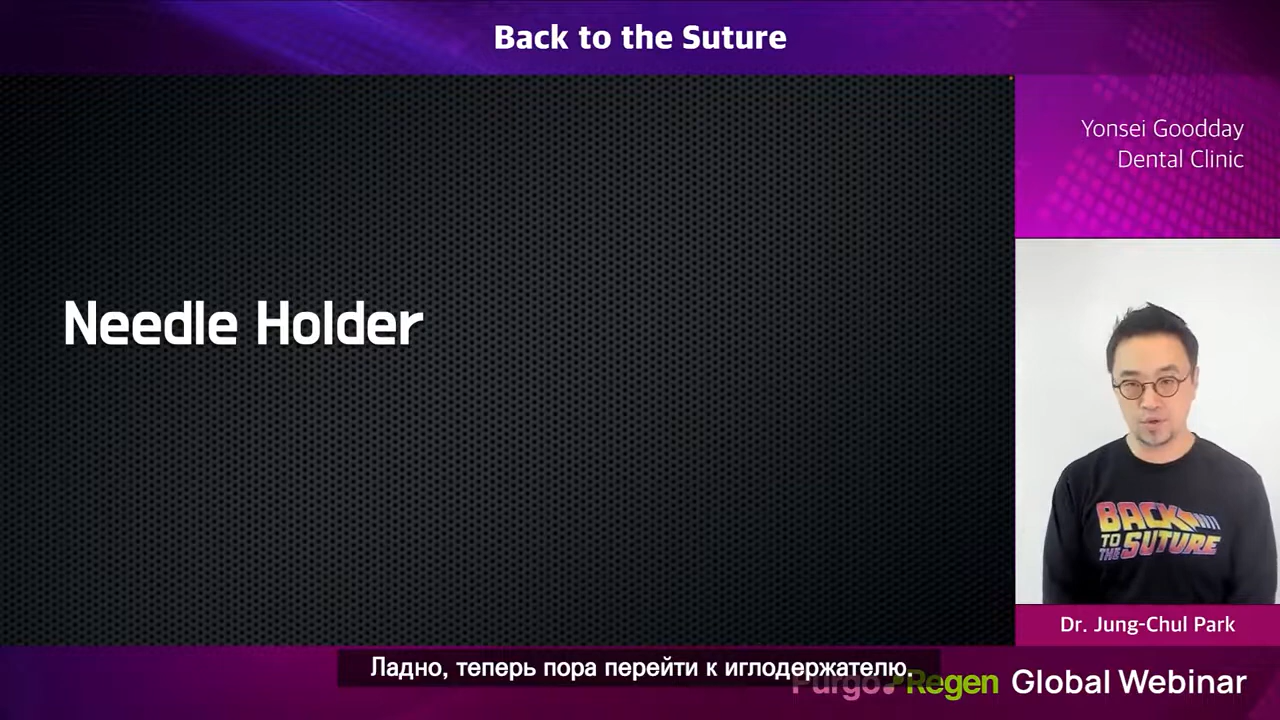 Back to the Suture
Yonsei Goodday
Dental Clinic
Needle Holder
BACK
TO
THE SUTURE
Dr. Jung-Chul Park
Ладно, теперь пора перейти к иглодержателю.
Purgo Regen Global Webinar